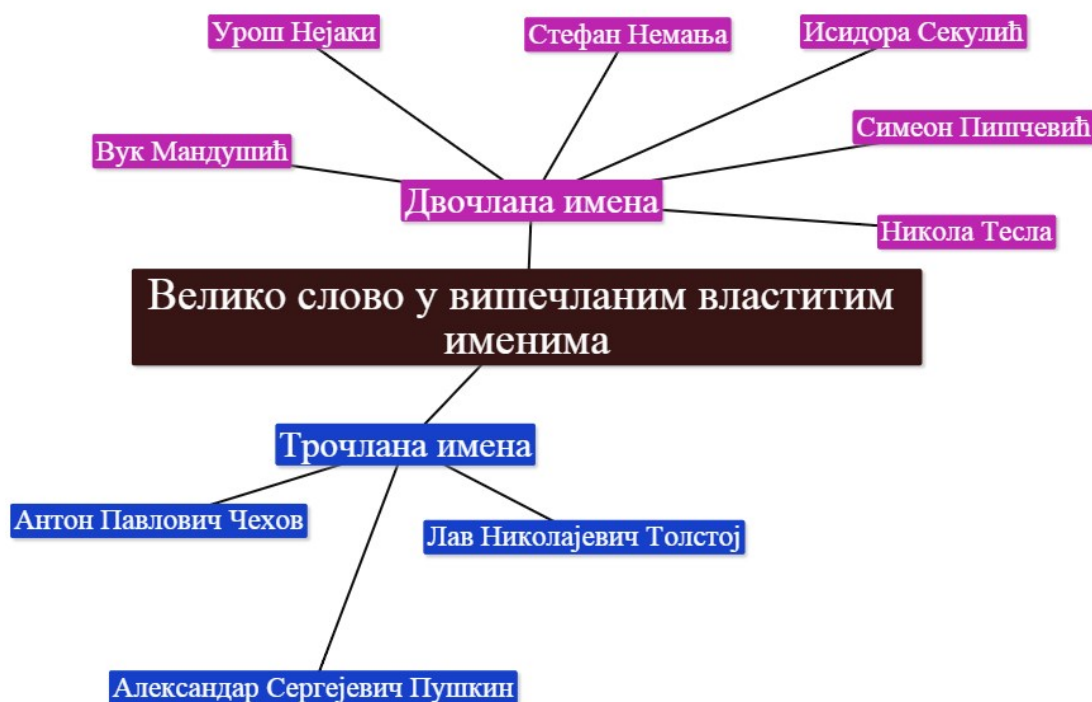 Урош Нејаки
Стефан Немања
Исидора Секулић
Вук Мандушић
Симеон Пишчевић
Двочлана имена
Никола Тесла
Велико слово у вишечланим властитим
именима
Трочлана имена
Антон Павлович Чехов
Лав Николајевич Толстој
Александар Сергејевич Пушкин